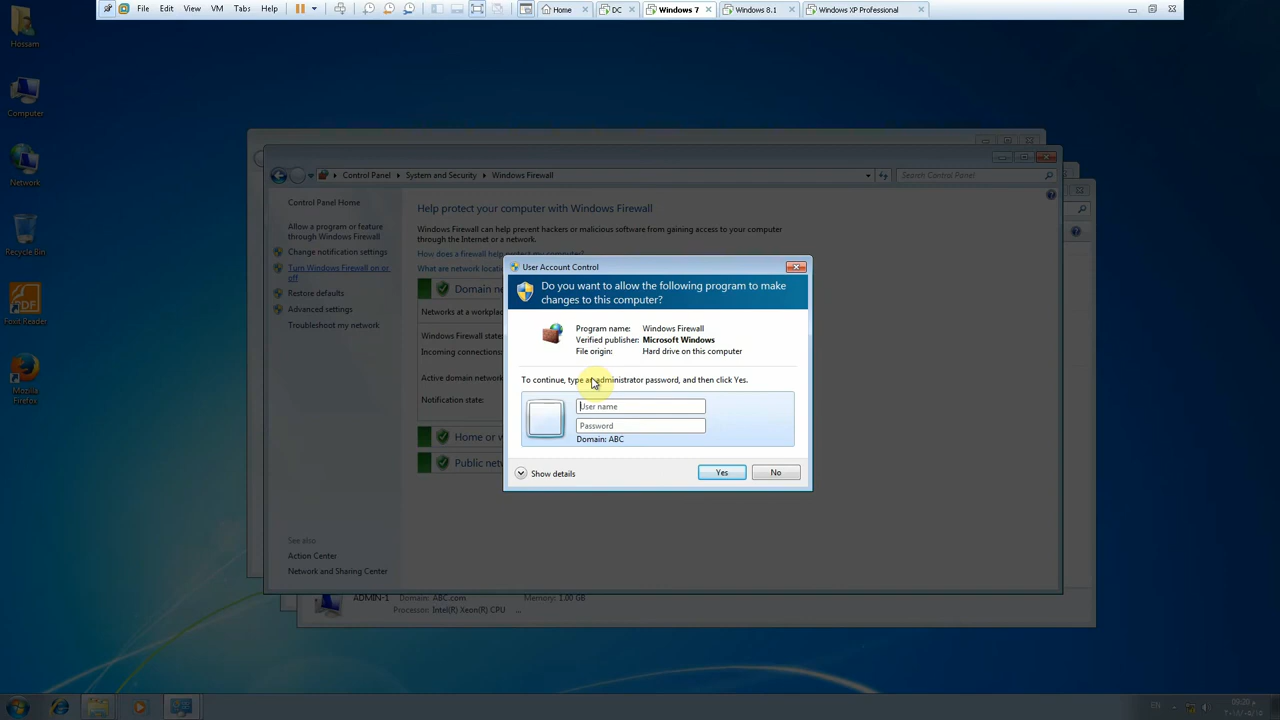 File Edit View VM Tabs Help Home DC Windows 7 Windows 8.1 Windows XP Professional
Hossam
Computer
Network
Recycle Bin
Foxit Reader
Mozilla
Firefox
Control Panel System and Security Windows Firewall Search Control Panel
Control Panel Home
Allow a program or feature
through Windows Firewall
Change notification settings
Turn Windows Firewall on or
off
Restore defaults
Advanced settings
Troubleshoot my network
See also
Action Center
Network and Sharing Center
Help protect your computer with Windows Firewall
Windows Firewall can help prevent hackers or malicious software from gaining access to your computer
through the Internet or a network.
How does a firewall help protect my computer?
What are network locati
Domain ne
Networks at a workplac
Windows Firewall state:
Incoming connections:
Active domain networ
Notification state:
Home or w
Public net
User Account Control
Do you want to allow the following program to make
changes to this computer?
Program name: Windows Firewall
Verified publisher: Microsoft Windows
File origin: Hard drive on this computer
To continue, type an administrator password, and then click Yes.
User name
Password
Domain: ABC
Show details Yes No
ADMIN-1 Domain: ABC.com Memory: 1.00 GB
Processor: Intel(R) Xeon(R) CPU ...
EN